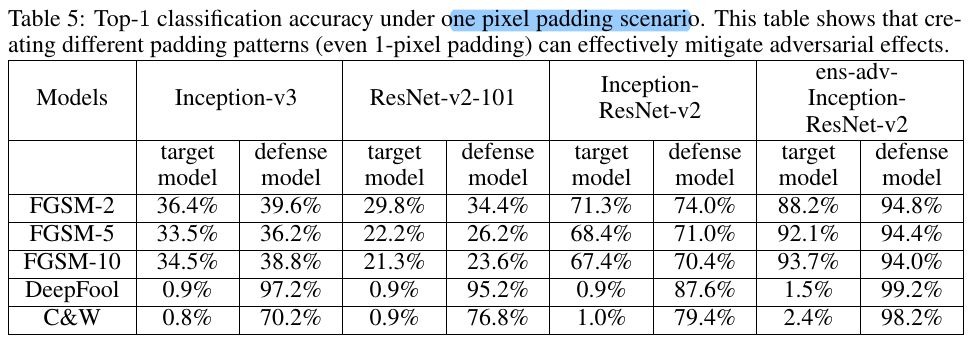 Table 5: Top-1 classification accuracy under one pixel padding scenario. This table shows that cre-
ating different padding patterns (even 1-pixel padding) can effectively mitigate adversarial effects.
Models Inception-v3 ResNet-v2-101 Inception-ResNet-v2 ens-adv-Inception-ResNet-v2
target model defense model target model defense model target model defense model target model defense model
FGSM-2 36.4% 39.6% 29.8% 34.4% 71.3% 74.0% 88.2% 94.8%
FGSM-5 33.5% 36.2% 22.2% 26.2% 68.4% 71.0% 92.1% 94.4%
FGSM-10 34.5% 38.8% 21.3% 23.6% 67.4% 70.4% 93.7% 94.0%
DeepFool 0.9% 97.2% 0.9% 95.2% 0.9% 87.6% 1.5% 99.2%
C&W 0.8% 70.2% 0.9% 76.8% 1.0% 79.4% 2.4% 98.2%